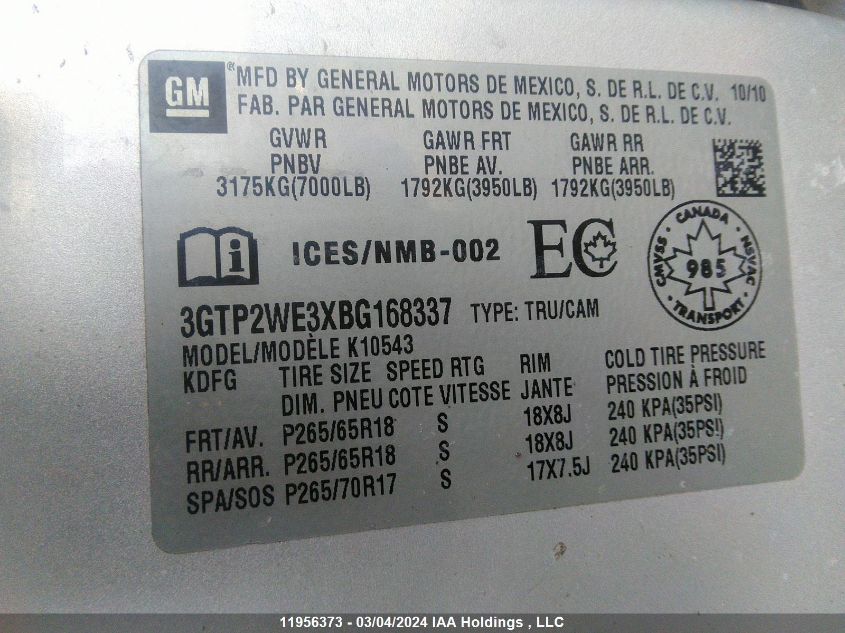 GM
®MFD BY GENERAL MOTORS DE MEXICO, S. DE R.L. DE C.V. 10/10
FAB. PAR GENERAL MOTORS DE MEXICO, S. DE R.L. DE C.V.
GVWR GAWR FRT GAWR RR
PNBV PNBE AV. PNBE ARR.
3175KG(7000LB) 1792KG(3950LB) 1792KG(3950LB)
i ICES/NMB-002 EC CANADA CMVSS 985 NSVAC TRANSPORT
3GTP2WE3XBG168337 TYPE: TRU/CAM
MODEL/MODÈLE K10543
KDFG TIRE SIZE SPEED RTG RIM COLD TIRE PRESSURE
DIM. PNEU COTE VITESSE JANTE PRESSION À FROID
FRT/AV. P265/65R18 S 18X8J 240 KPA(35PSI)
RR/ARR. P265/65R18 S 18X8J 240 KPA(35PSI)
SPA/SOS P265/70R17 S 17X7.5J 240 KPA(35PSI)
11956373 - 03/04/2024 IAA Holdings , LLC